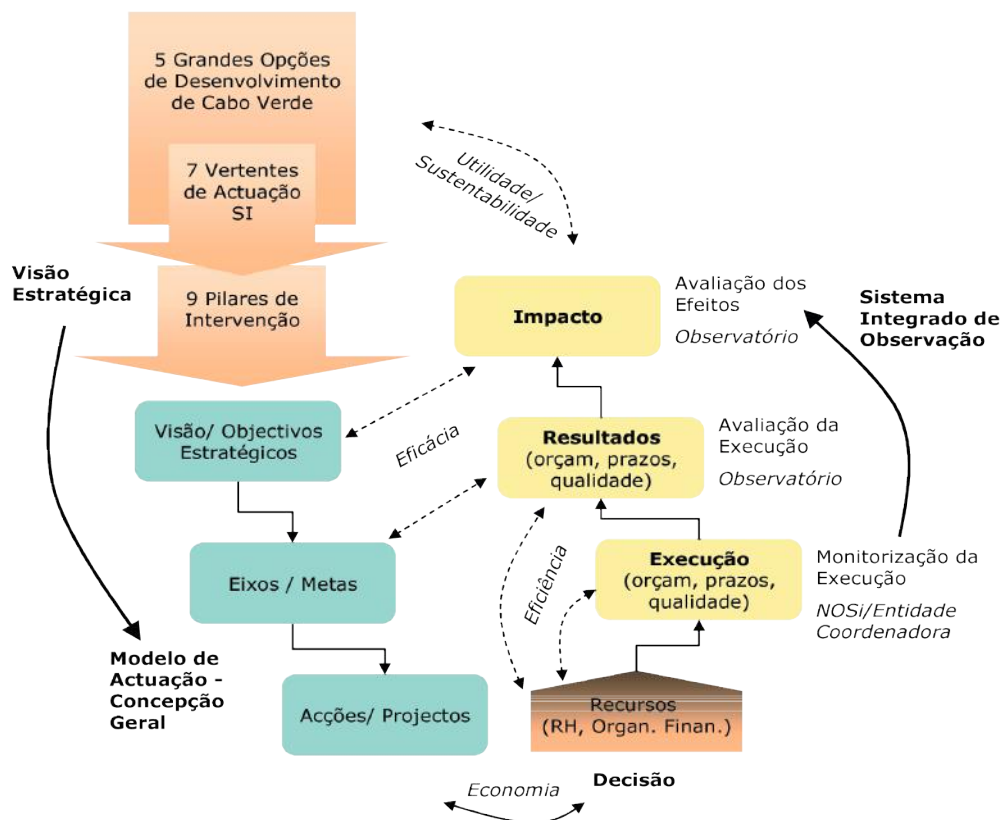 5 Grandes Opções
de Desenvolvimento
de Cabo Verde
7 Vertentes
de Actuação
SI
9 Pilares de
Intervenção
Visão
Estratégica
Utilidade/
Sustentabilidade
Impacto
Avaliação dos
Efeitos
Observatório
Sistema
Integrado de
Observação
Visão/ Objectivos
Estratégicos
Eficácia
Resultados
(orçam, prazos,
qualidade)
Avaliação da
Execução
Observatório
Eixos / Metas
Eficiência
Execução
(orçam, prazos,
qualidade)
Monitorização da
Execução
NOSi/Entidade
Coordenadora
Modelo de
Actuação -
Concepção
Geral
Acções/ Projectos
Recursos
(RH, Organ. Finan.)
Economia
Decisão